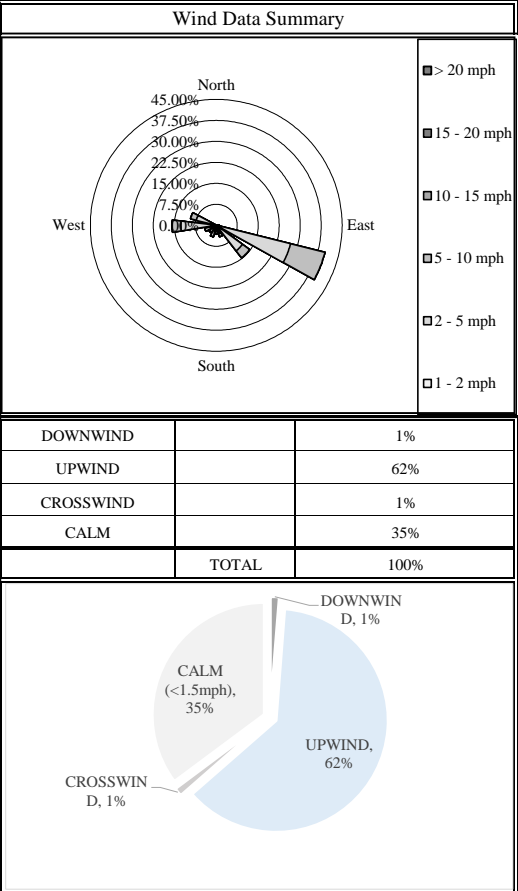 Wind Data Summary
North
45.00%
37.50%
30.00%
22.50%
15.00%
7.50%
West
East
South
> 20 mph
15 - 20 mph
10 - 15 mph
5 - 10 mph
2 - 5 mph
1 - 2 mph
DOWNWIND 1%
UPWIND 62%
CROSSWIND 1%
CALM 35%
TOTAL 100%
DOWNWIN
D, 1%
CALM
(<1.5mph),
35%
UPWIND,
62%
CROSSWIN
D, 1%